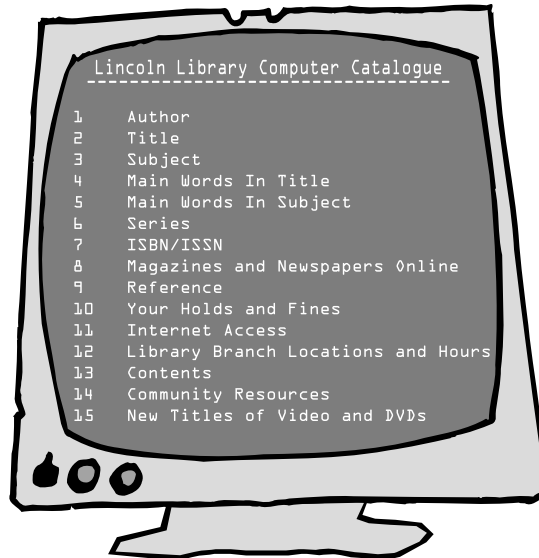 Lincoln Library Computer Catalogue
1 Author
2 Title
3 Subject
4 Main Words In Title
5 Main Words In Subject
6 Series
7 ISBN/ISSN
8 Magazines and Newspapers Online
9 Reference
10 Your Holds and Fines
11 Internet Access
12 Library Branch Locations and Hours
13 Contents
14 Community Resources
15 New Titles of Video and DVDs